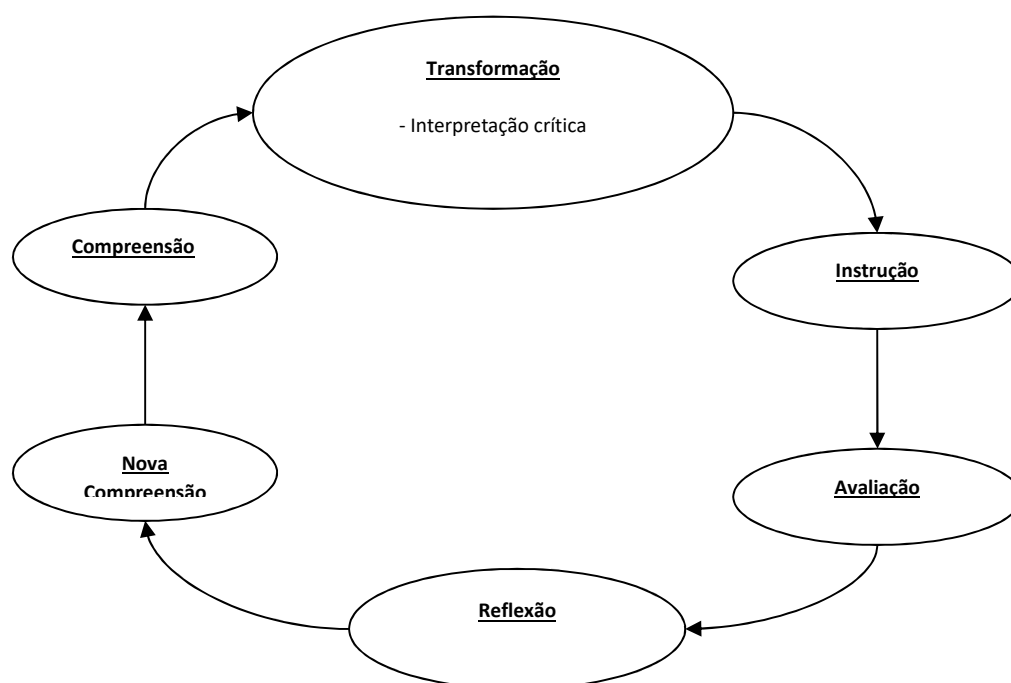 Transformação
- Interpretação crítica
Compreensão
Instrução
Nova
Compreensão
Avaliação
Reflexão